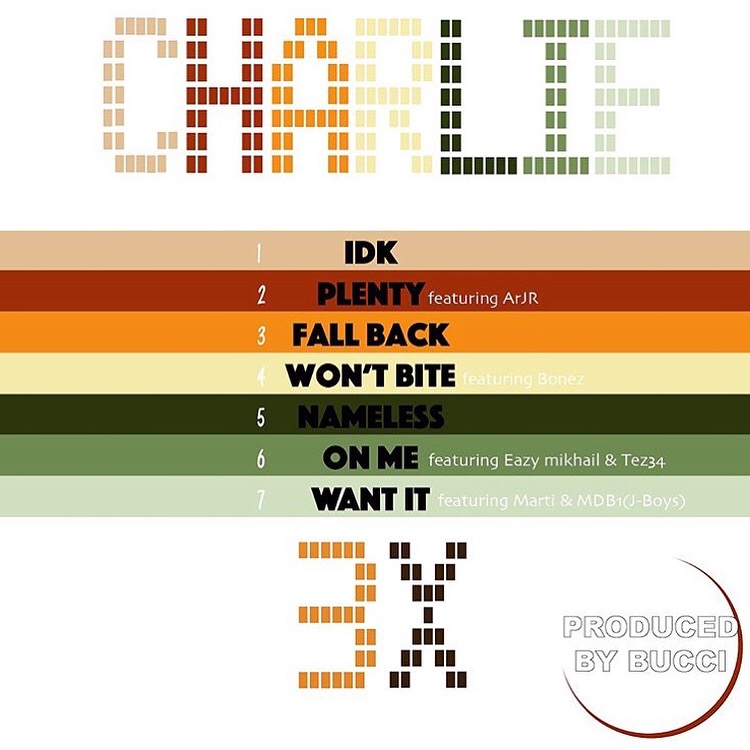 CHARLIE
1 IDK
2 PLENTY featuring ArJR
3 FALL BACK
4 WON'T BITE featuring Bonez
5 NAMELESS
6 ON ME featuring Eazy mikhail & Tez34
7 WANT IT featuring Marti & MDB1(J-Boys)
3X
PRODUCED
BY BUCCI